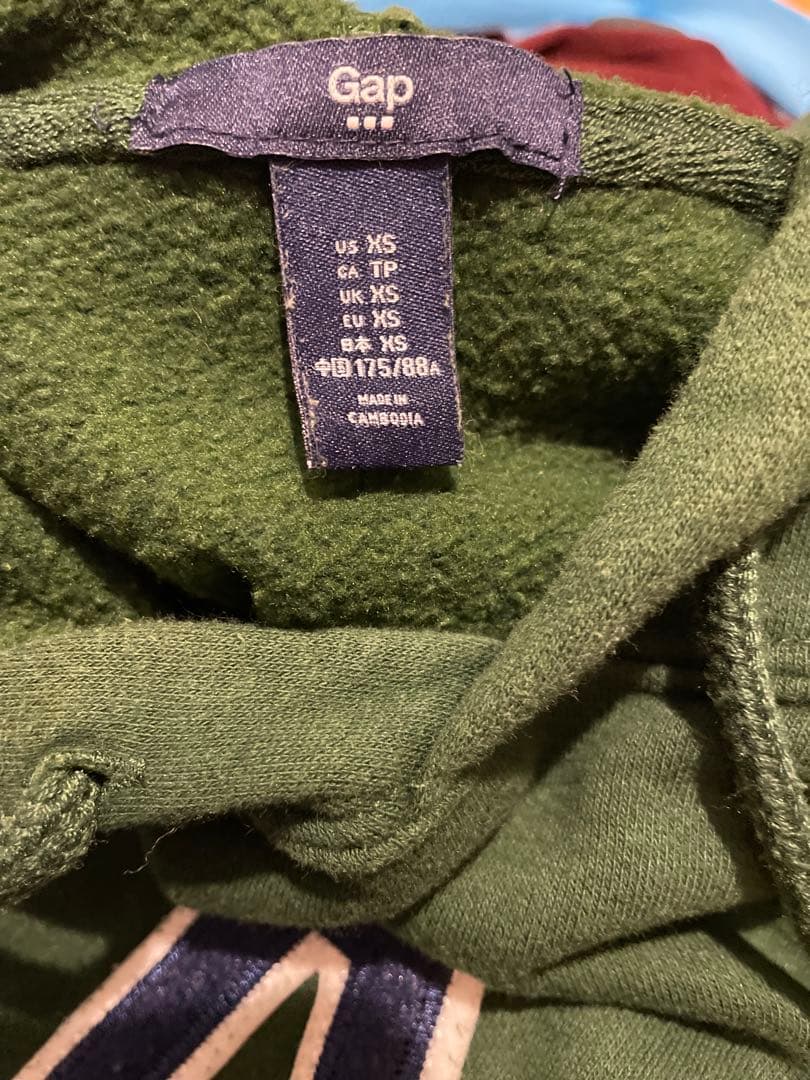 Gap
US XS
CA TP
UK XS
EU XS
日本 XS
中国 175/88A
MADE IN
CAMBODIA